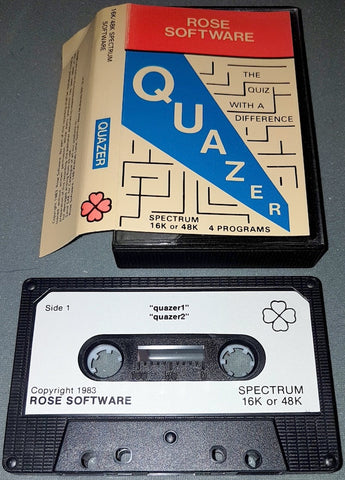 16K/48K SPECTRUM
ROSE
SOFTWARE
QUAZER
ROSE
SOFTWARE
THE
QUIZ
WITH A
DIFFERENCE
QUAZER
SPECTRUM
16K or 48K 4 PROGRAMS
Side 1
"quazer1"
"quazer2"
Copyright 1983
ROSE SOFTWARE
SPECTRUM
16K or 48K